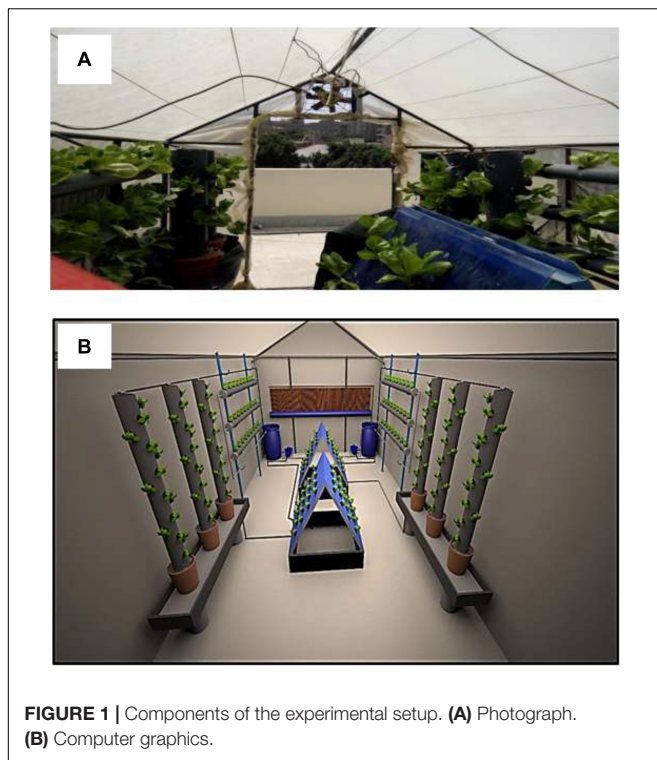 A
B
FIGURE 1 | Components of the experimental setup. (A) Photograph.
(B) Computer graphics.